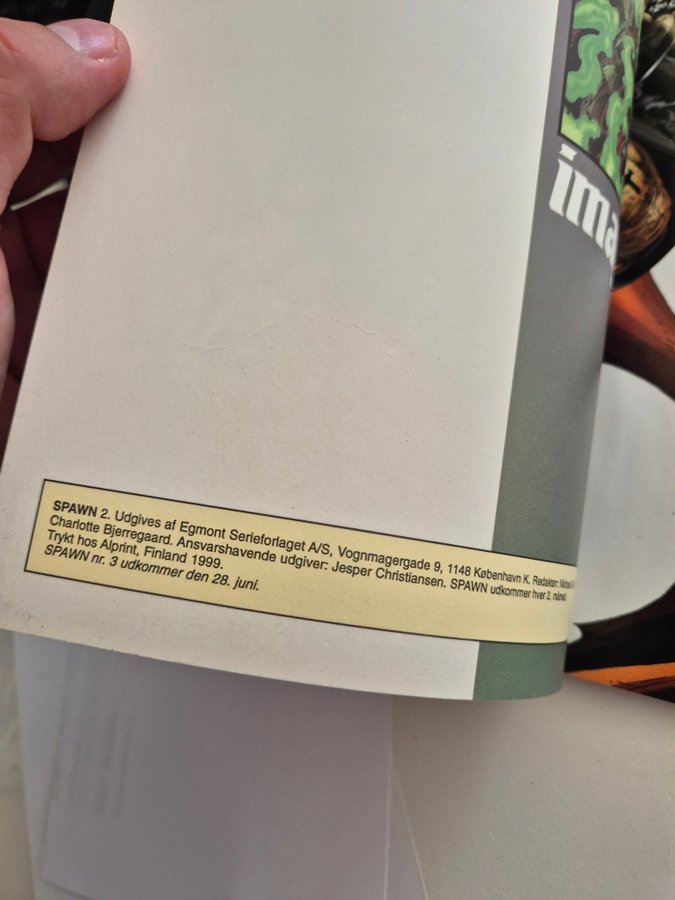 ima
SPAWN 2. Udgives af Egmont Serieforlaget A/S, Vognmagergade 9, 1148 København K. Redaktør:
Charlotte Bjerregaard. Ansvarshavende udgiver: Jesper Christiansen. SPAWN udkommer hver 2. måned.
Trykt hos Alprint, Finland 1999.
SPAWN nr. 3 udkommer den 28. juni.